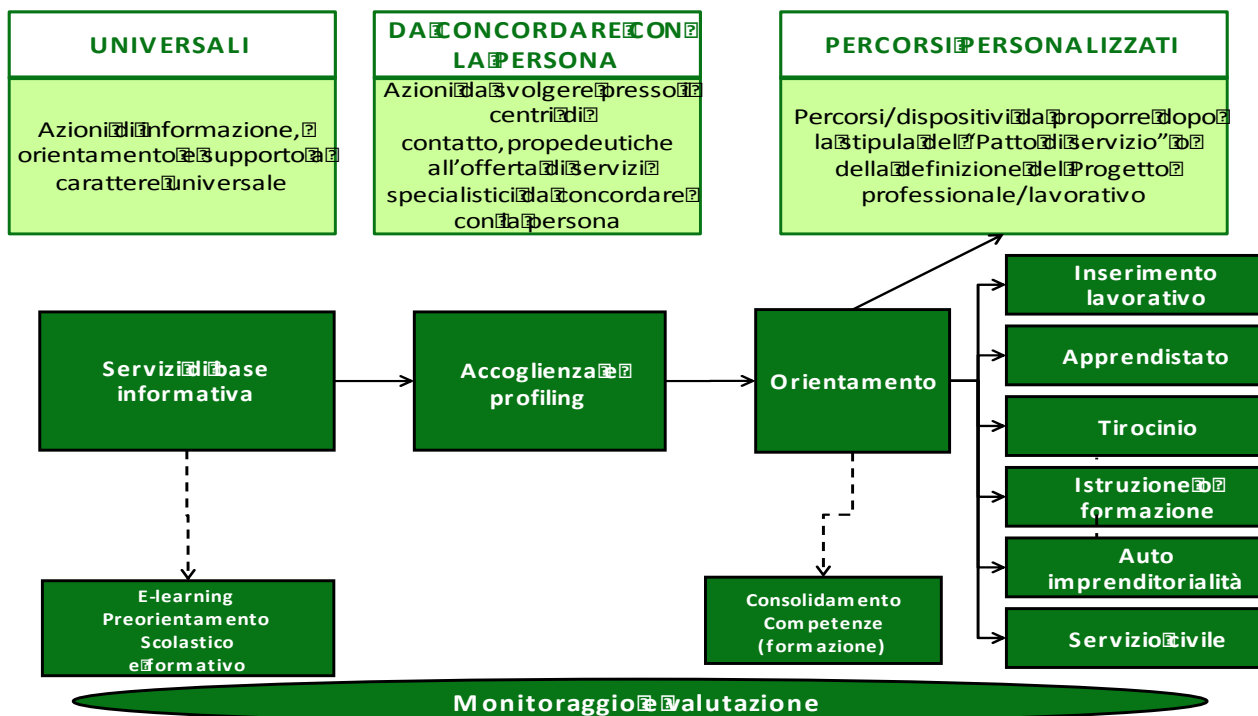 UNIVERSALI
Azioni di informazione,
orientamento e supporto a
carattere universale
DA CONCORDARE CON
LA PERSONA
Azioni da svolgere presso i
centri di
contatto, propedeutiche
all'offerta di servizi
specialistici da concordare
con la persona
PERCORSI PERSONALIZZATI
Percorsi/dispositivi da proporre dopo
la stipula del "Patto di servizio" o
della definizione del Progetto
professionale/lavorativo
Servizi di base
informativa
Accoglienza e
profiling
Orientamento
Inserimento
lavorativo
Apprendistato
Tirocinio
Istruzione o
formazione
Auto
imprenditorialità
Servizio civile
E-learning
Preorientamento
Scolastico
e formativo
Consolidamento
Competenze
(formazione)
Monitoraggio e valutazione